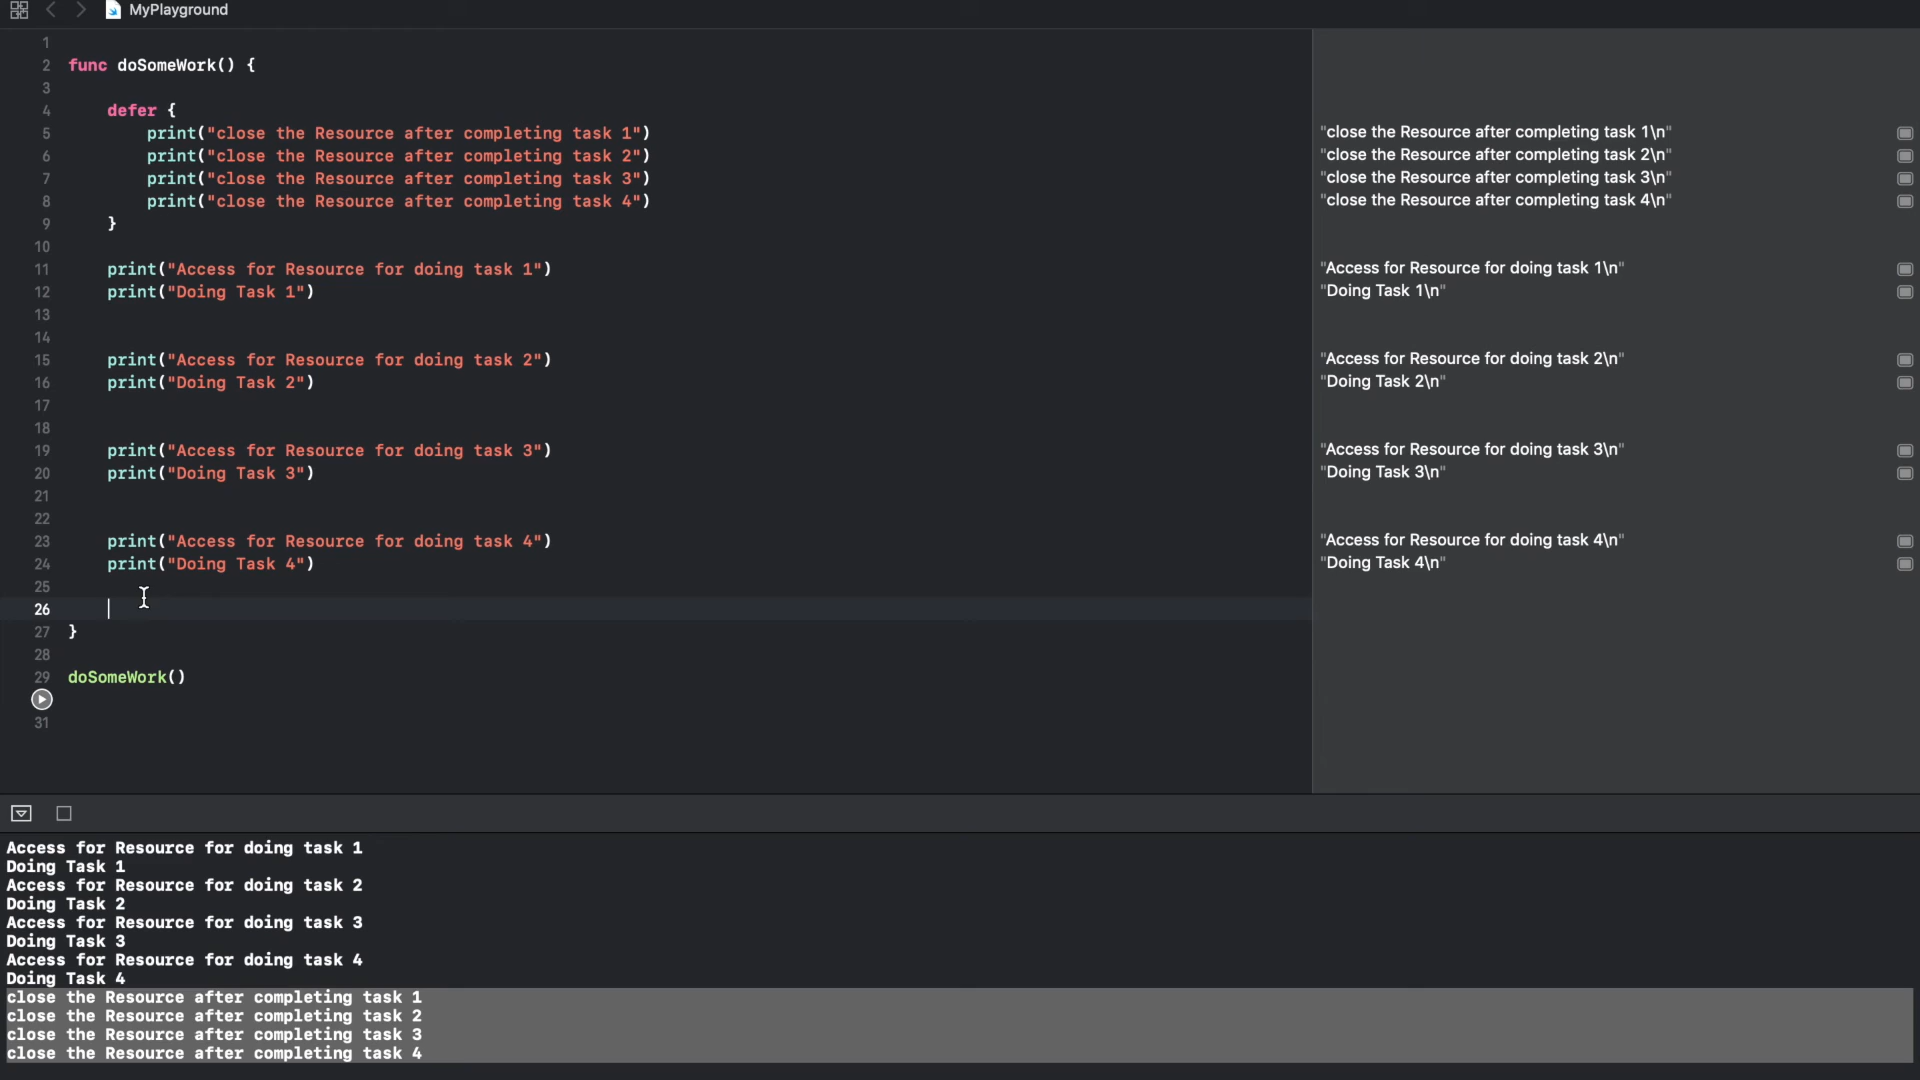 MyPlayground
1
2 func doSomeWork() {
3
4 defer {
5 print("close the Resource after completing task 1") "close the Resource after completing task 1\n"
6 print("close the Resource after completing task 2") "close the Resource after completing task 2\n"
7 print("close the Resource after completing task 3") "close the Resource after completing task 3\n"
8 print("close the Resource after completing task 4") "close the Resource after completing task 4\n"
9 }
10
11 print("Access for Resource for doing task 1") "Access for Resource for doing task 1\n"
12 print("Doing Task 1") "Doing Task 1\n"
13
14
15 print("Access for Resource for doing task 2") "Access for Resource for doing task 2\n"
16 print("Doing Task 2") "Doing Task 2\n"
17
18
19 print("Access for Resource for doing task 3") "Access for Resource for doing task 3\n"
20 print("Doing Task 3") "Doing Task 3\n"
21
22
23 print("Access for Resource for doing task 4") "Access for Resource for doing task 4\n"
24 print("Doing Task 4") "Doing Task 4\n"
25
26
27 }
28
29 doSomeWork()
31
Access for Resource for doing task 1
Doing Task 1
Access for Resource for doing task 2
Doing Task 2
Access for Resource for doing task 3
Doing Task 3
Access for Resource for doing task 4
Doing Task 4
close the Resource after completing task 1
close the Resource after completing task 2
close the Resource after completing task 3
close the Resource after completing task 4